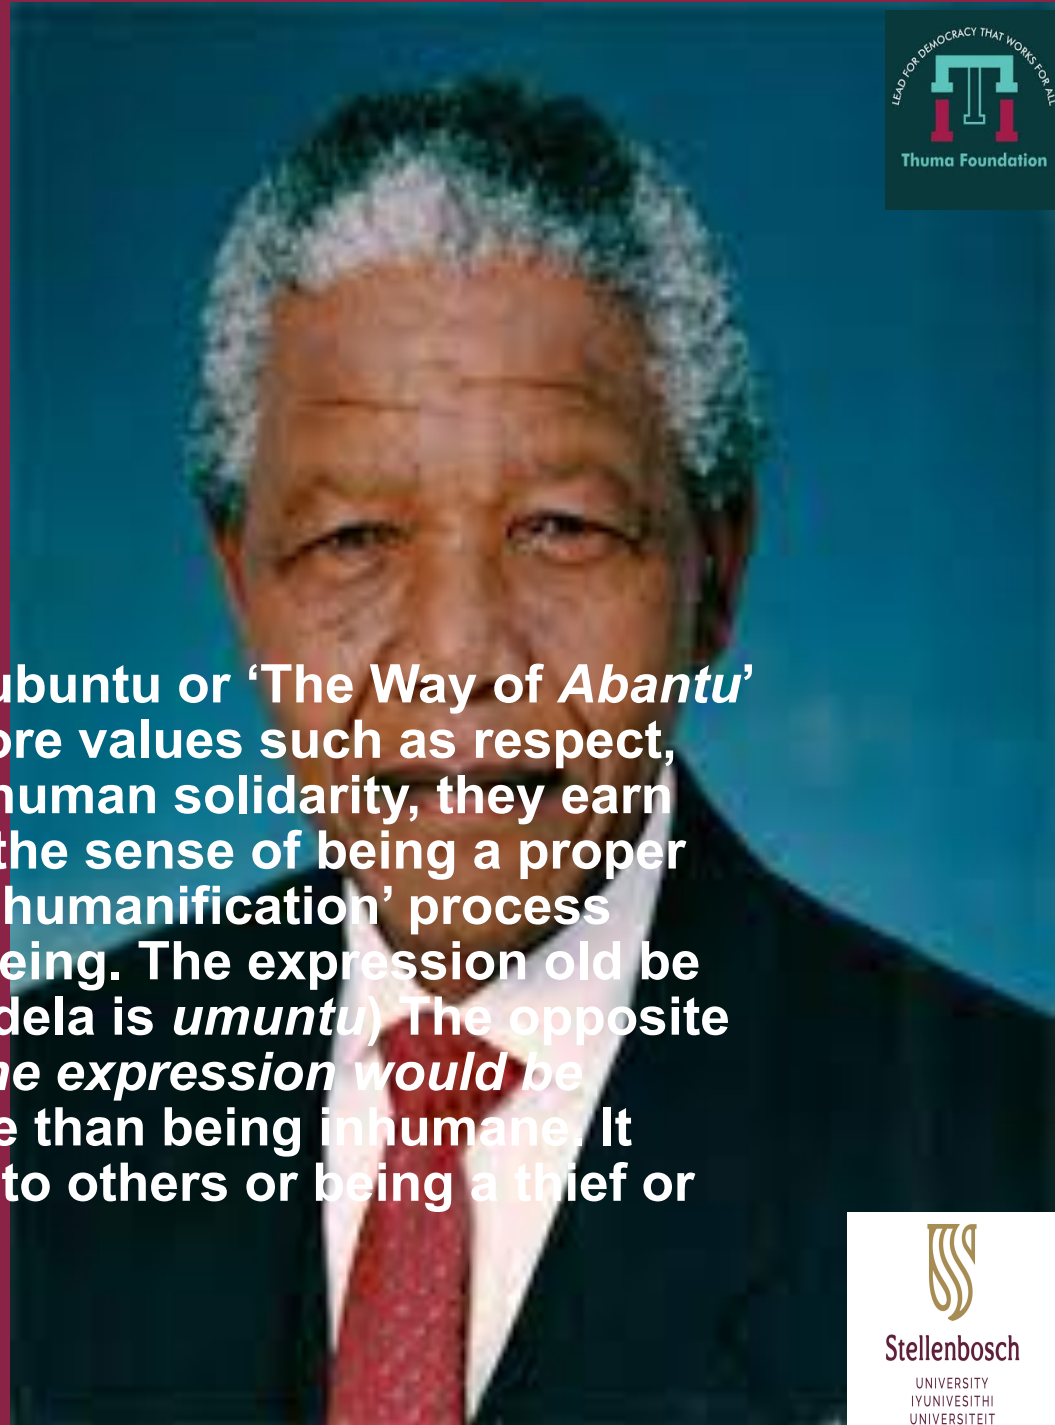 LEAD FOR DEMOCRACY THAT WORKS FOR ALL
Thuma Foundation
ubuntu or ‘The Way of Abantu’
ore values such as respect,
human solidarity, they earn
the sense of being a proper
humanification’ process
eing. The expression old be
dela is umuntu) The opposite
ne expression would be
e than being inhumane. It
to others or being a thief or
Stellenbosch
UNIVERSITY
IYUNIVESITHI
UNIVERSITEIT